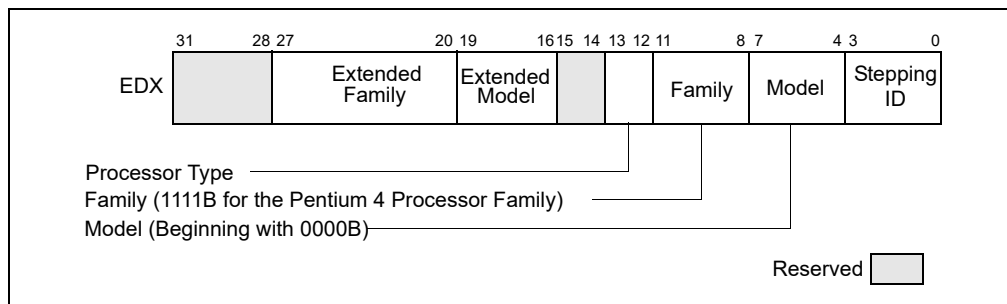 31 28 27 20 19 16 15 14 13 12 11 8 7 4 3 0
EDX
Extended Family
Extended Model
Family
Model
Stepping ID
Processor Type
Family (1111B for the Pentium 4 Processor Family)
Model (Beginning with 0000B)
Reserved